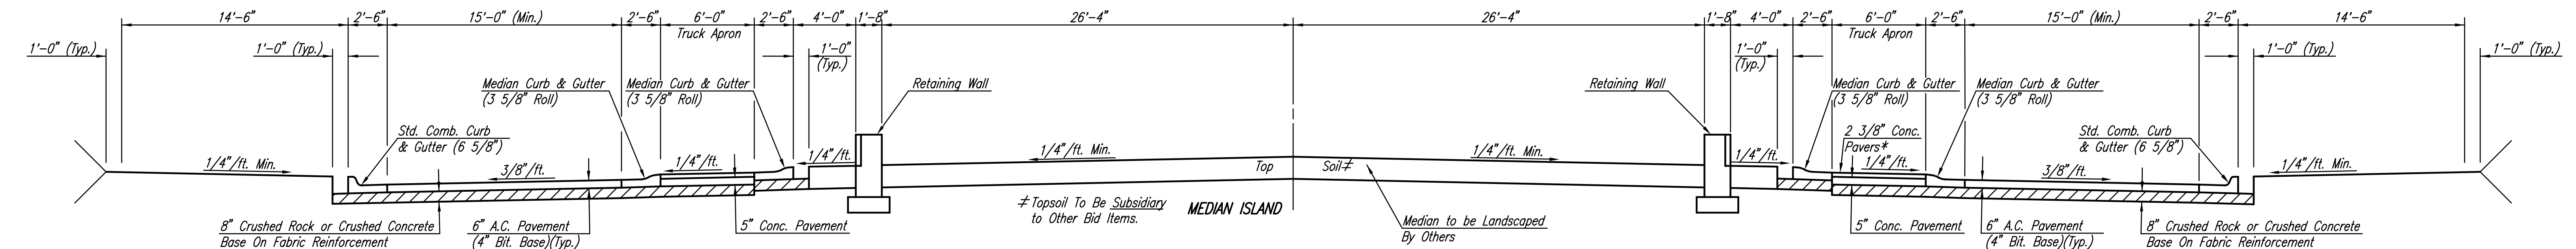 14'-6" 2'-6" 15'-0" (Min.) 2'-6" 6'-0" 2'-6" 4'-0" 1'-8" 26'-4" 26'-4" 1'-8" 4'-0" 2'-6" 6'-0" 2'-6" 15'-0" (Min.) 2'-6" 14'-6"
Truck Apron Truck Apron
1'-0" (Typ.) 1'-0" (Typ.) 1'-0" 1'-0" 1'-0" (Typ.) 1'-0" (Typ.)
(Typ.) (Typ.)
Median Curb & Gutter
(3 5/8" Roll)
Median Curb & Gutter
(3 5/8" Roll)
Retaining Wall
Retaining Wall
Median Curb & Gutter
(3 5/8" Roll)
Median Curb & Gutter
(3 5/8" Roll)
Std. Comb. Curb
& Gutter (6 5/8")
2 3/8" Conc.
Pavers*
Std. Comb. Curb
& Gutter (6 5/8")
1/4"/ft. Min. 3/8"/ft. 1/4"/ft. 1/4"/ft. 1/4"/ft. Min. 1/4"/ft. Min. 1/4"/ft. 1/4"/ft. 3/8"/ft. 1/4"/ft. Min.
Top Soil≠
≠ Topsoil To Be Subsidiary
to Other Bid Items.
MEDIAN ISLAND
Median to be Landscaped
By Others
8" Crushed Rock or Crushed Concrete
Base On Fabric Reinforcement
6" A.C. Pavement
(4" Bit. Base)(Typ.)
5" Conc. Pavement
5" Conc. Pavement
6" A.C. Pavement
(4" Bit. Base)(Typ.)
8" Crushed Rock or Crushed Concrete
Base On Fabric Reinforcement